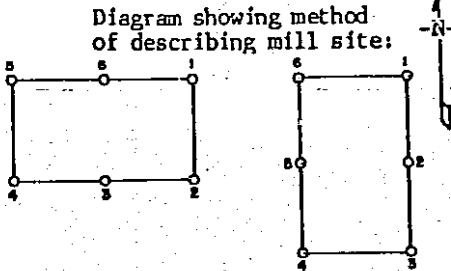 Diagram showing method
of describing mill site:
-N-
5 6 1
4 3 2
6 1
5 2
4 3